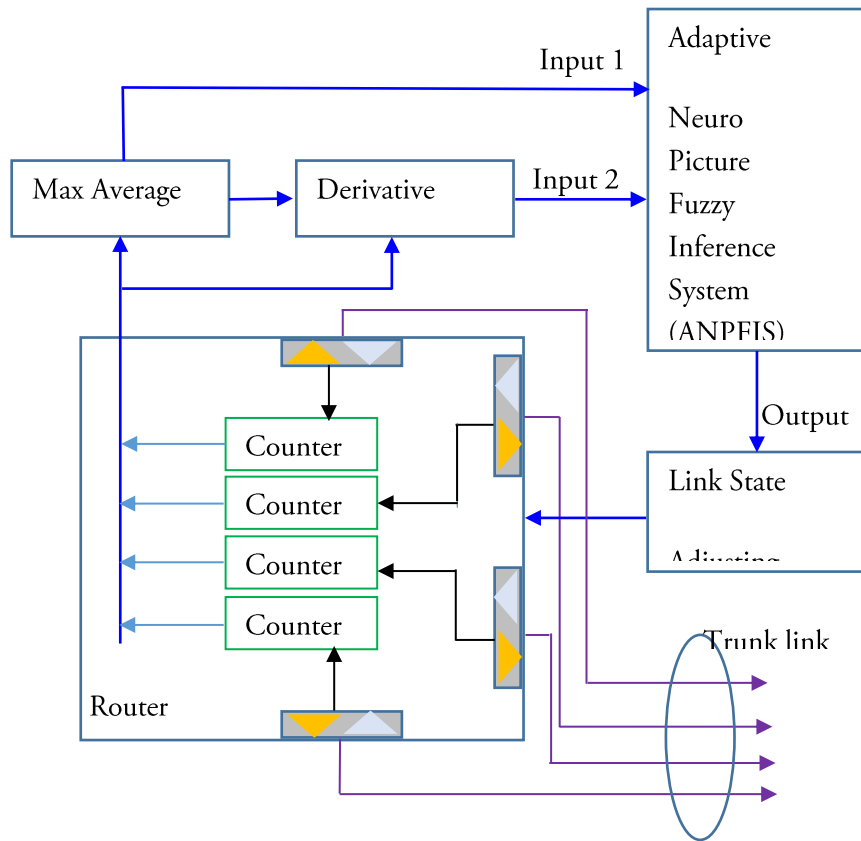 Adaptive
Input 1
Neuro
Max Average
Derivative
Input 2
Picture
Fuzzy
Inference
System
(ANPFIS)
Output
Counter
Link State
Counter
Adjusting
Counter
Counter
Trunk link
Router